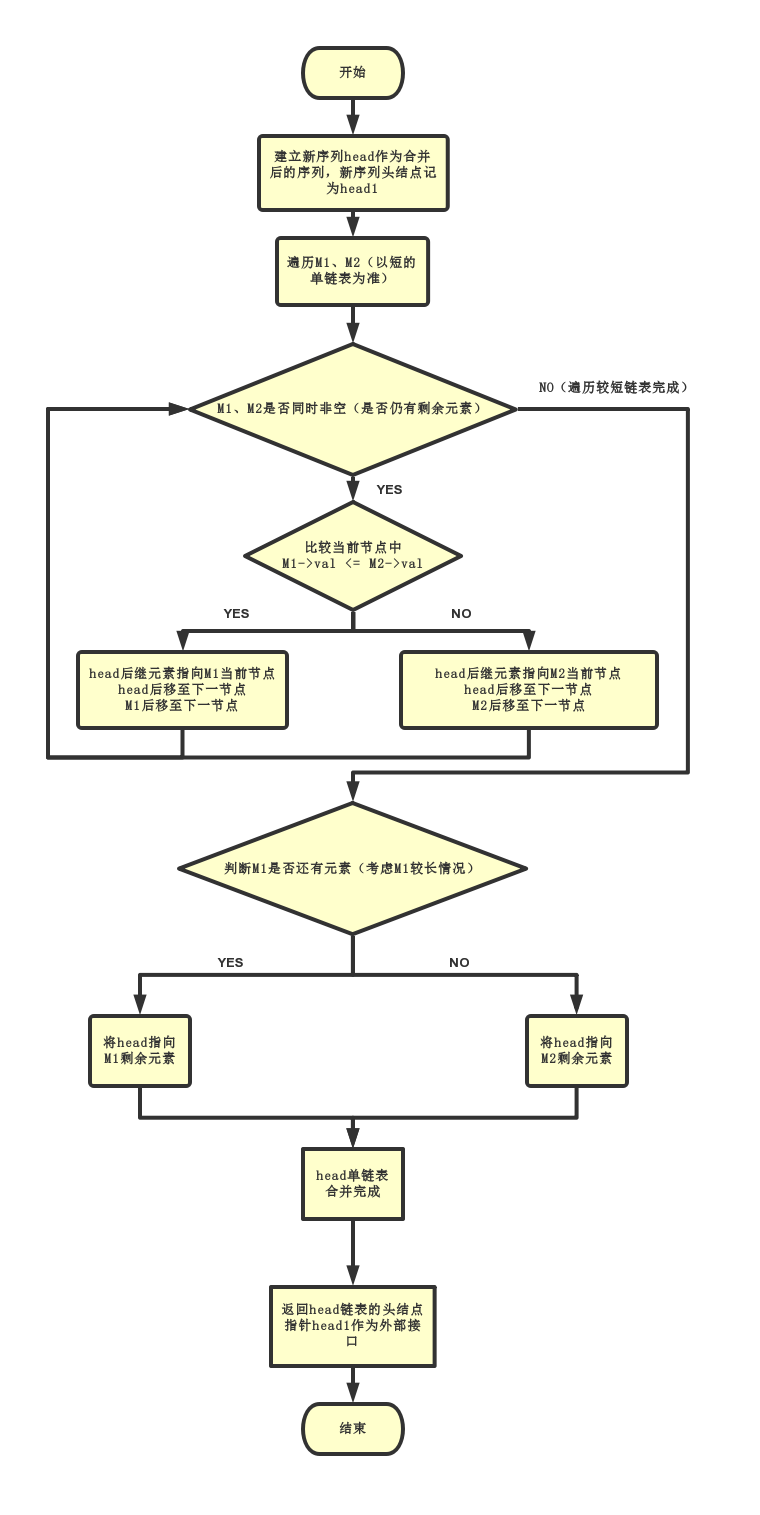 开始
建立新序列head作为合并
后的序列，新序列头结点记
为head1
遍历M1、M2（以短的
单链表为准）
NO（遍历较短链表完成）
M1、M2是否同时非空（是否仍有剩余元素）
YES
比较当前节点中
M1->val <= M2->val
YES
NO
head后继元素指向M1当前节点
head后移至下一节点
M1后移至下一节点
head后继元素指向M2当前节点
head后移至下一节点
M2后移至下一节点
判断M1是否还有元素（考虑M1较长情况）
YES
NO
将head指向
M1剩余元素
将head指向
M2剩余元素
head单链表
合并完成
返回head链表的头结点
指针head1作为外部接
口
结束